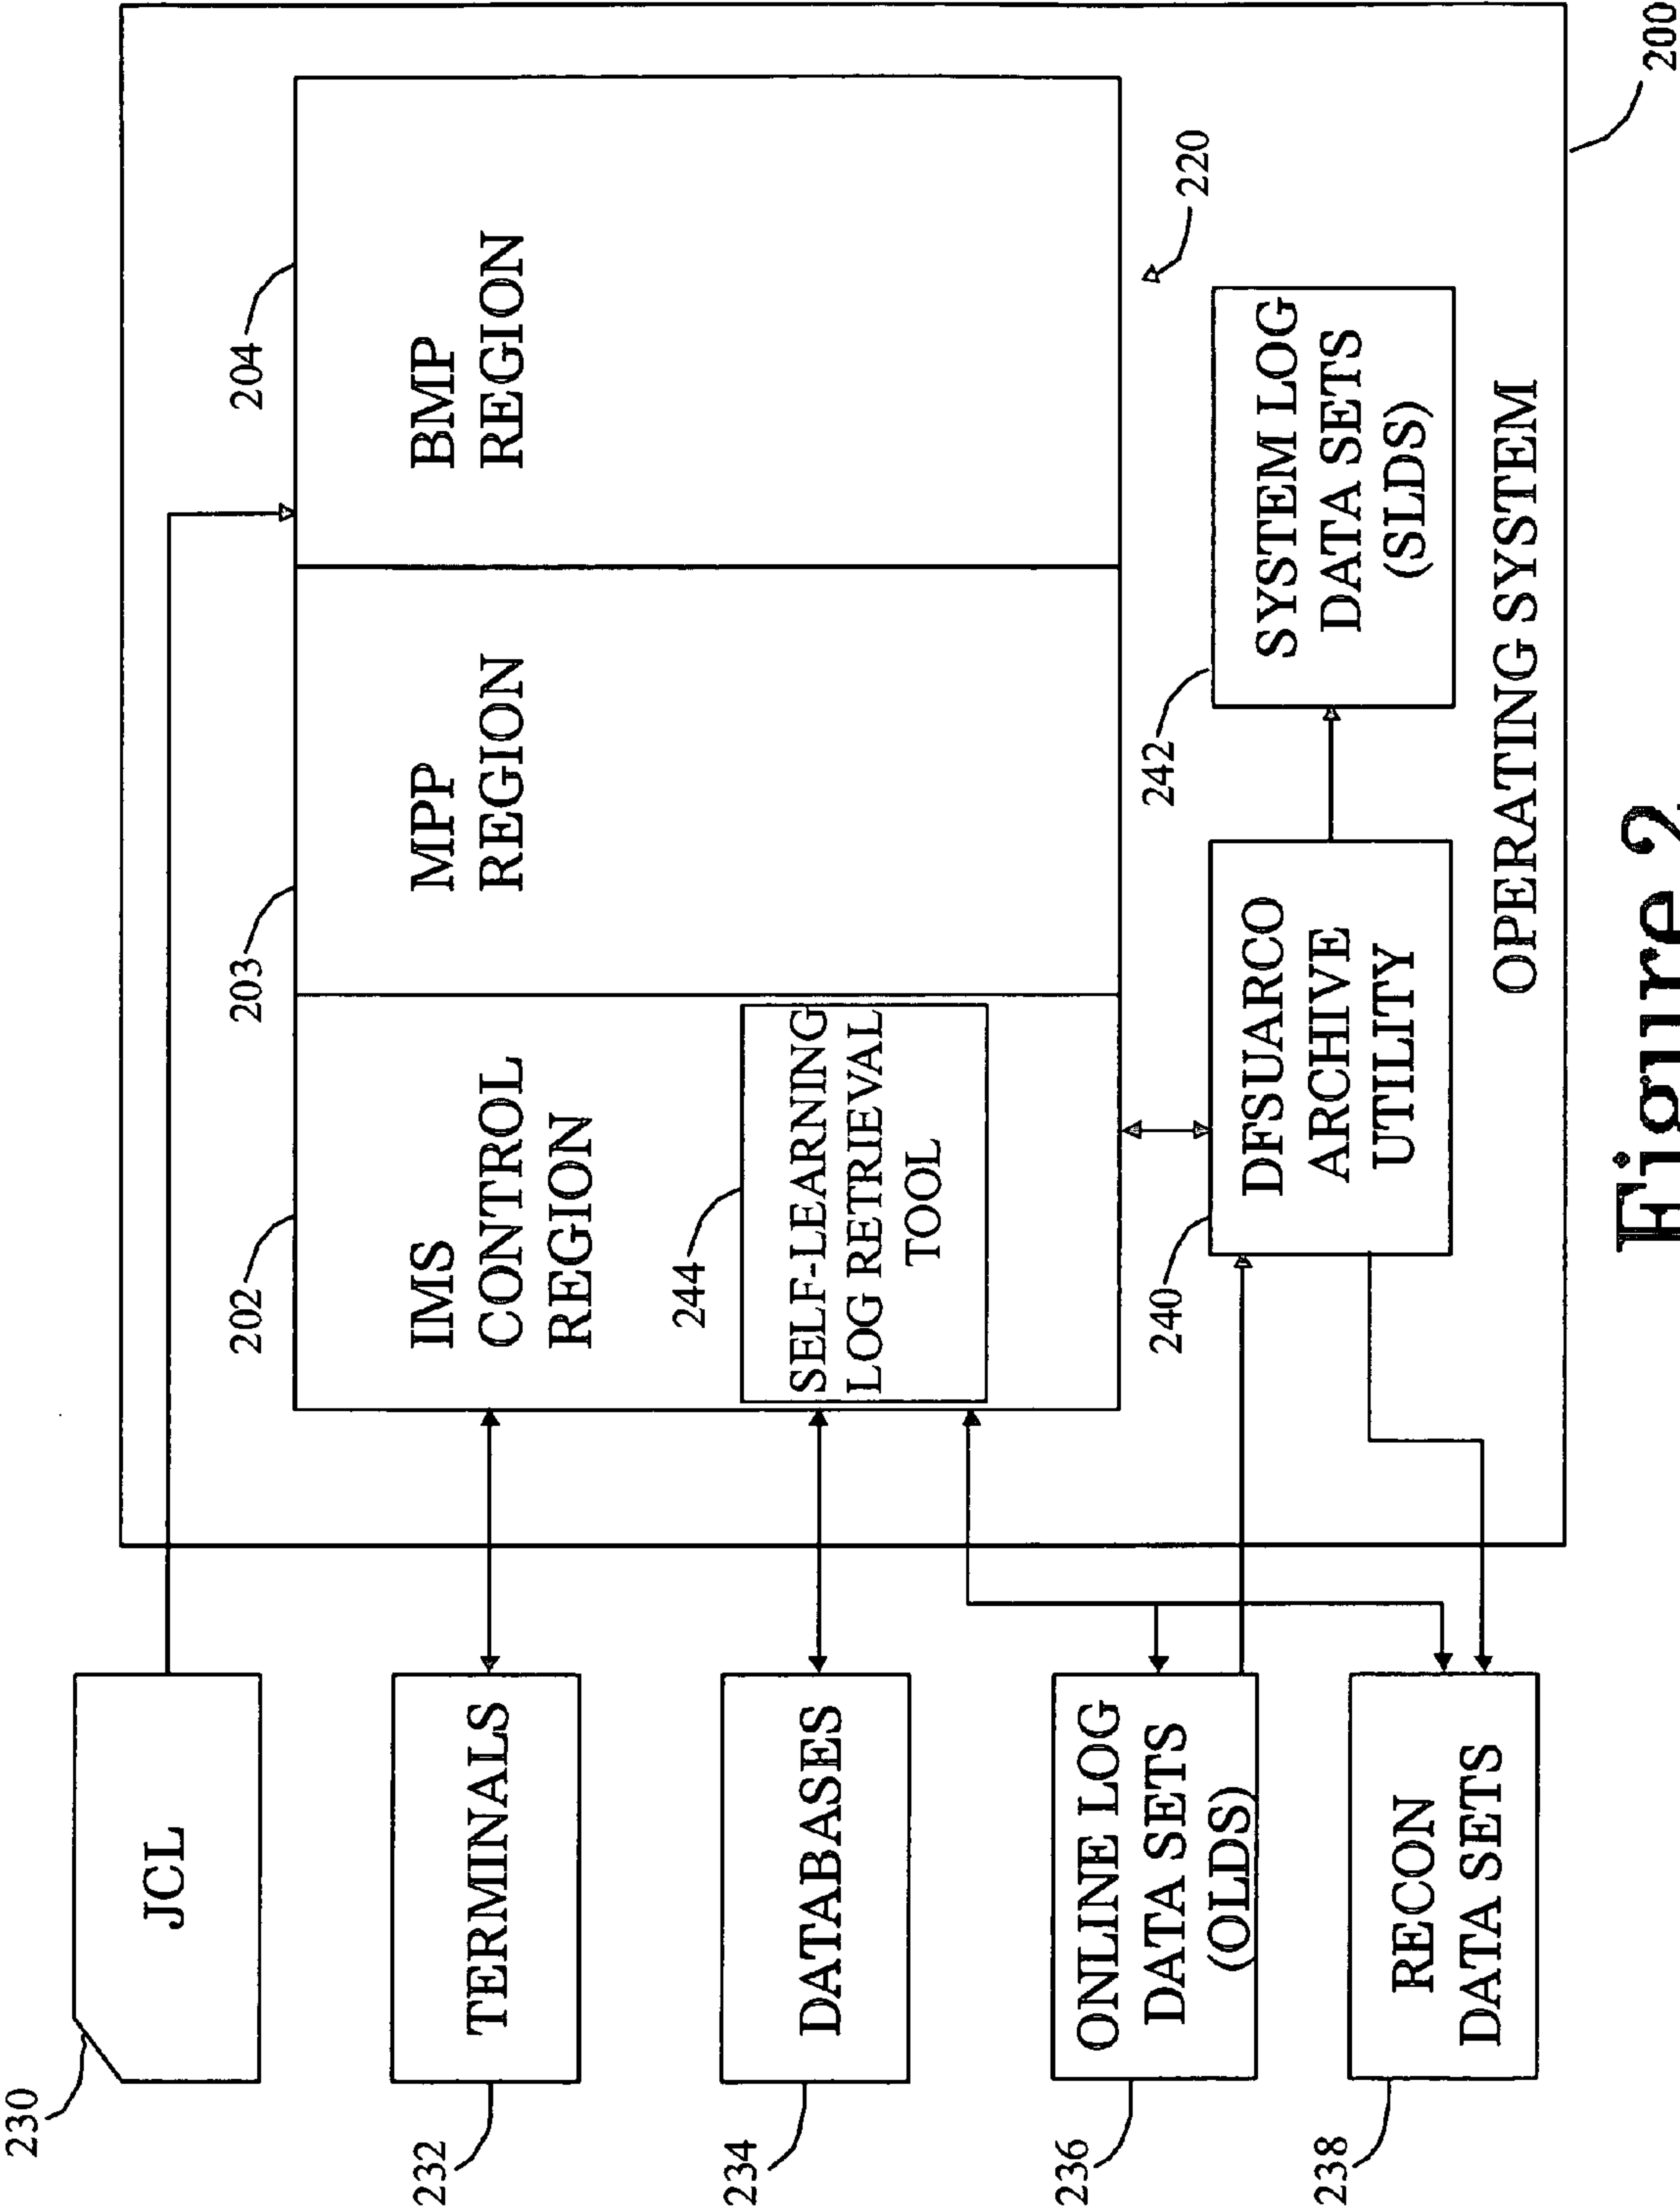 230
JCL
232
TERMINALS
234
DATABASES
236
ONLINE LOG
DATA SETS
(OLDS)
238
RECON
DATA SETS
202
IMS
CONTROL
REGION
203
MPP
REGION
204
BMP
REGION
244
SELF-LEARNING
LOG RETRIEVAL
TOOL
220
240
DFSUARCO
ARCHIVE
UTILITY
242
SYSTEM LOG
DATA SETS
(SLDS)
OPERATING SYSTEM
200
Figure 2